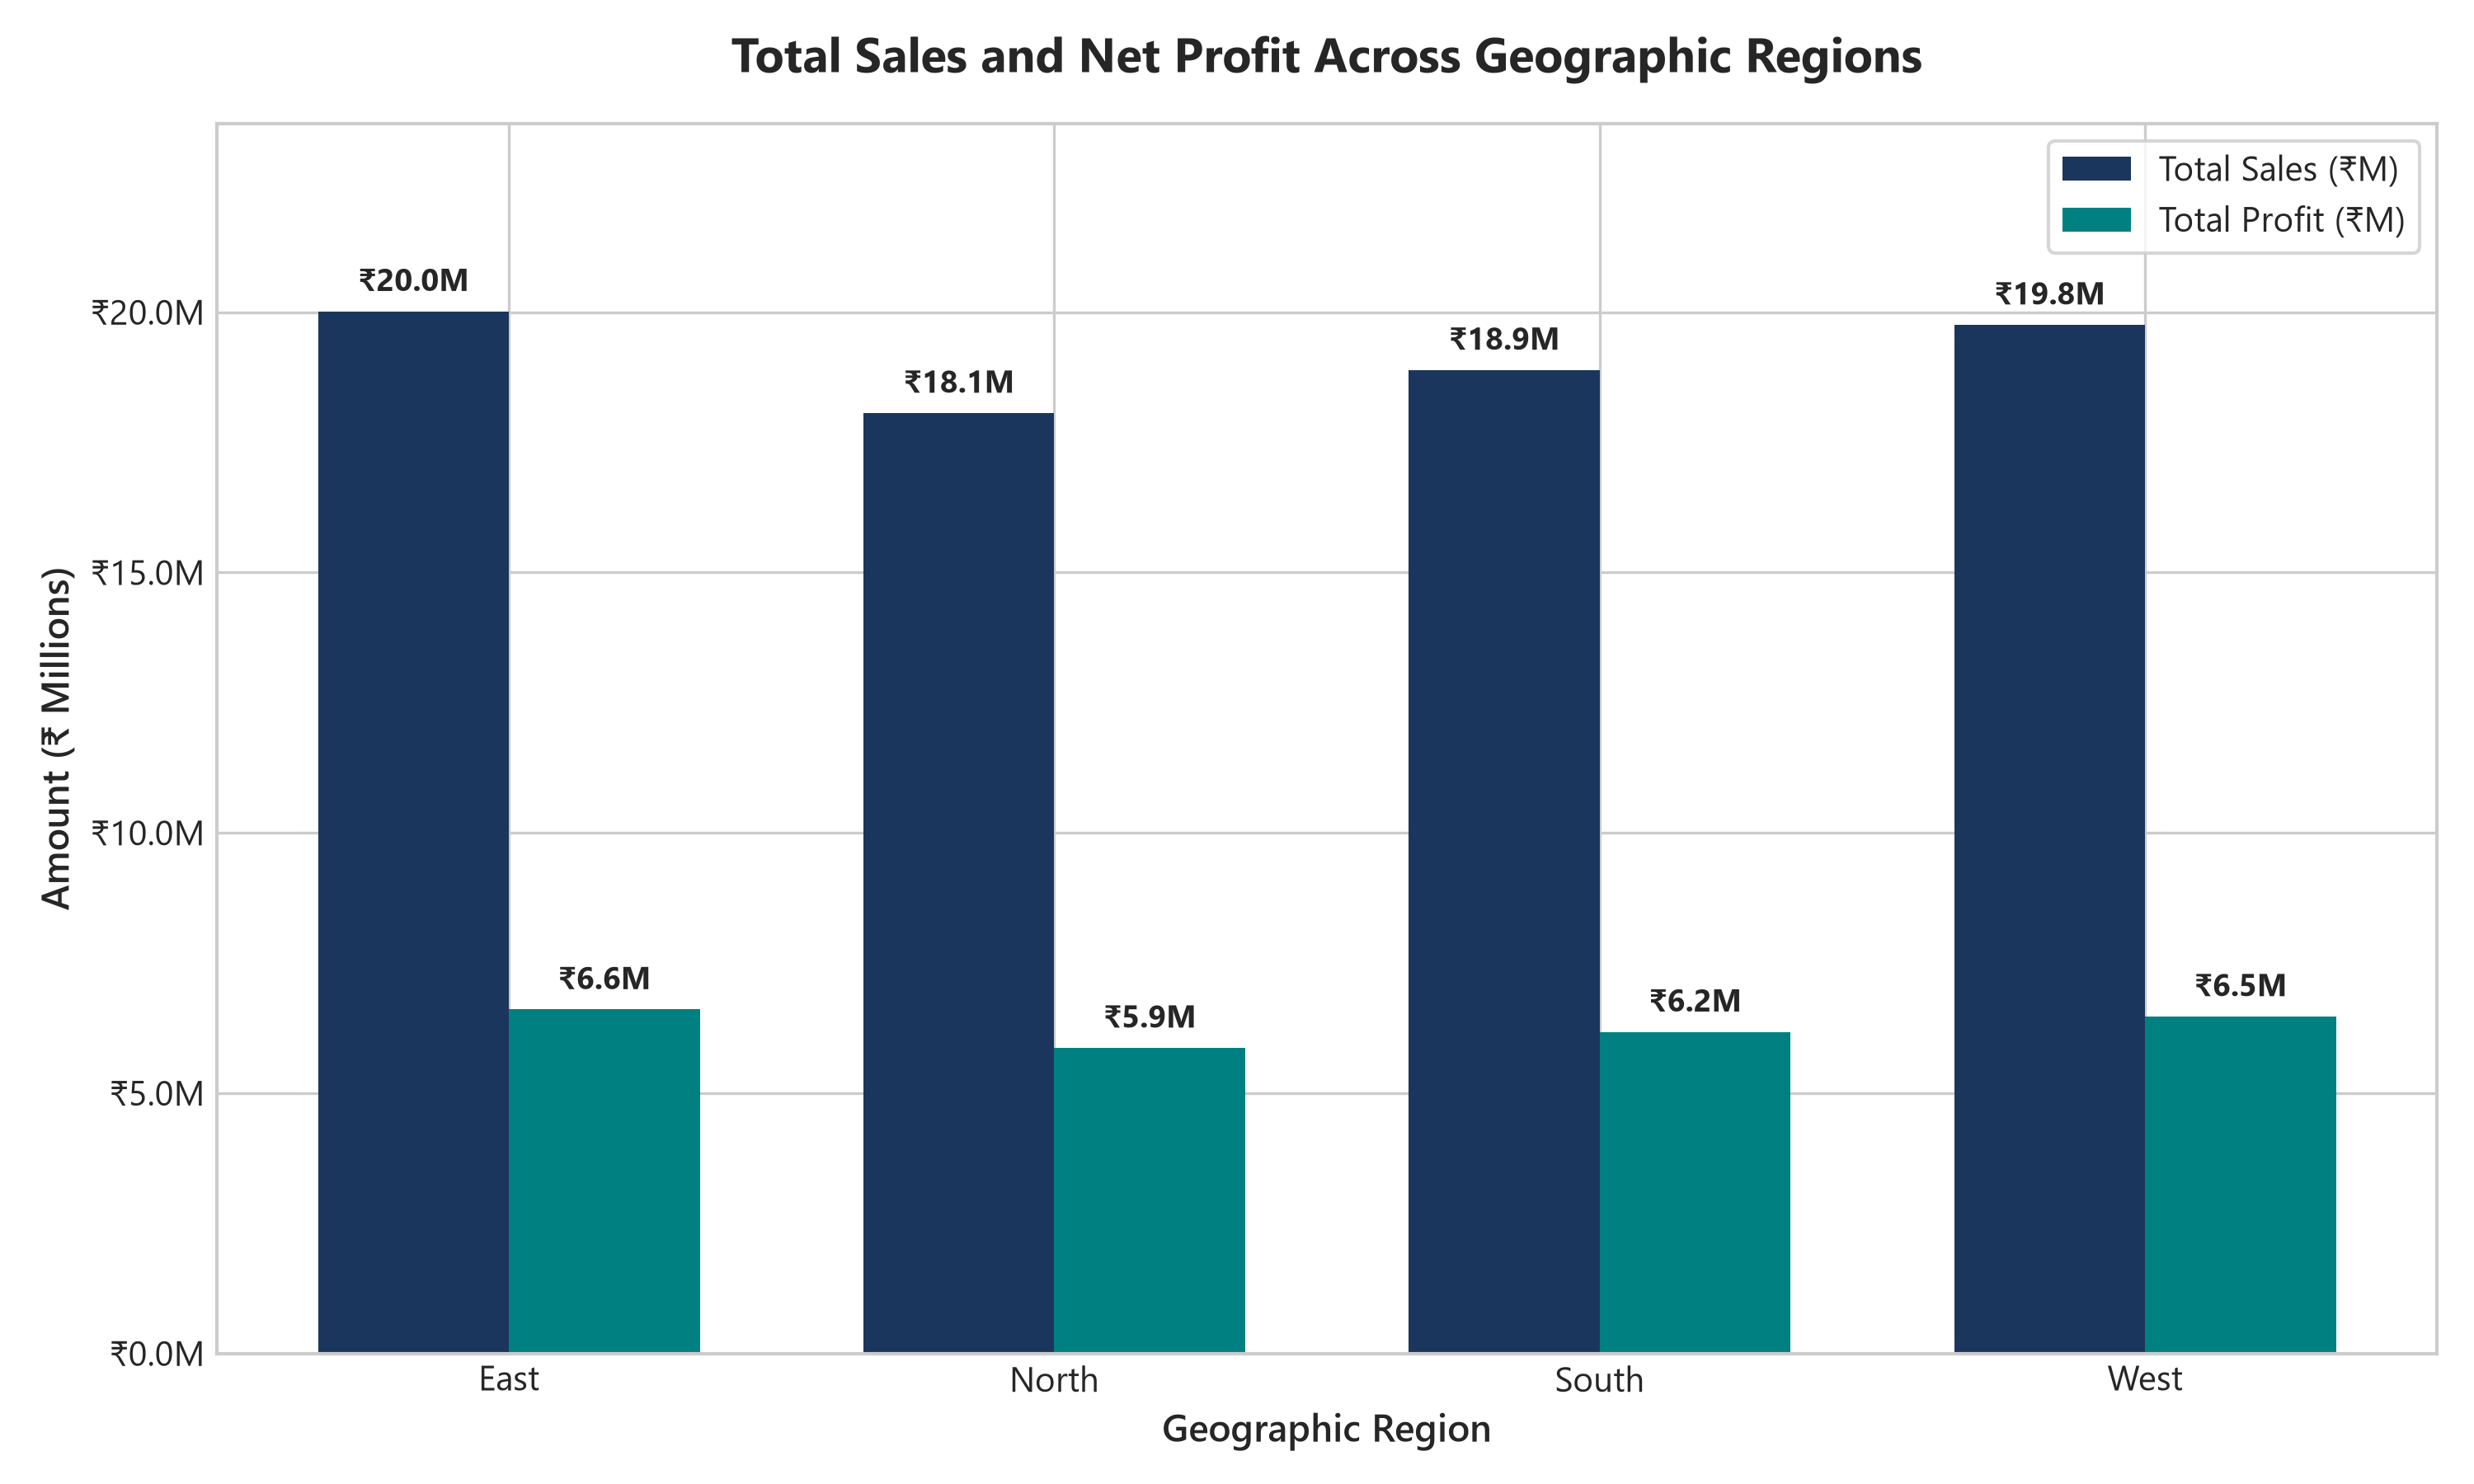 Total Sales and Net Profit Across Geographic Regions
Total Sales (₹M)
Total Profit (₹M)
₹20.0M
₹18.1M
₹18.9M
₹19.8M
₹6.6M
₹5.9M
₹6.2M
₹6.5M
₹20.0M
₹15.0M
₹10.0M
₹5.0M
₹0.0M
Amount (₹ Millions)
East
North
South
West
Geographic Region